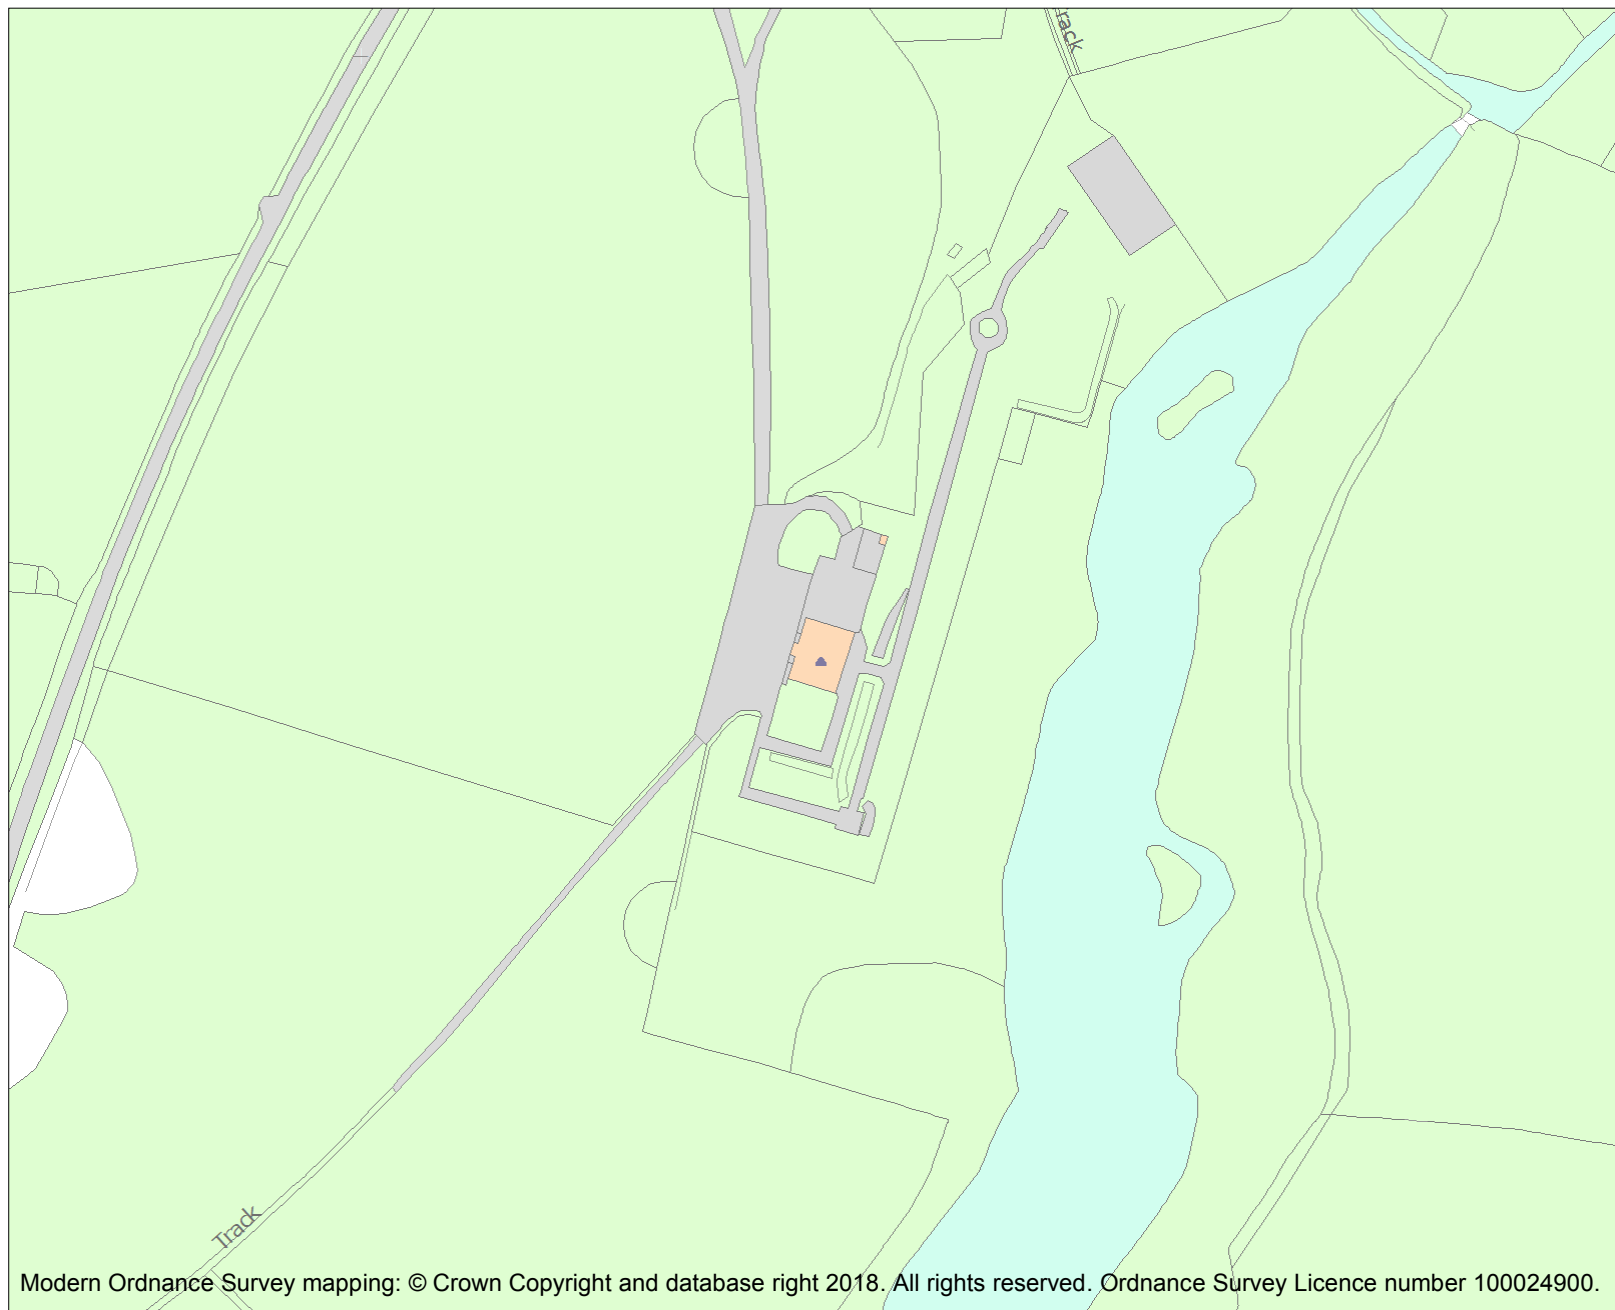 rack
Track
Modern Ordnance Survey mapping: © Crown Copyright and database right 2018. All rights reserved. Ordnance Survey Licence number 100024900.